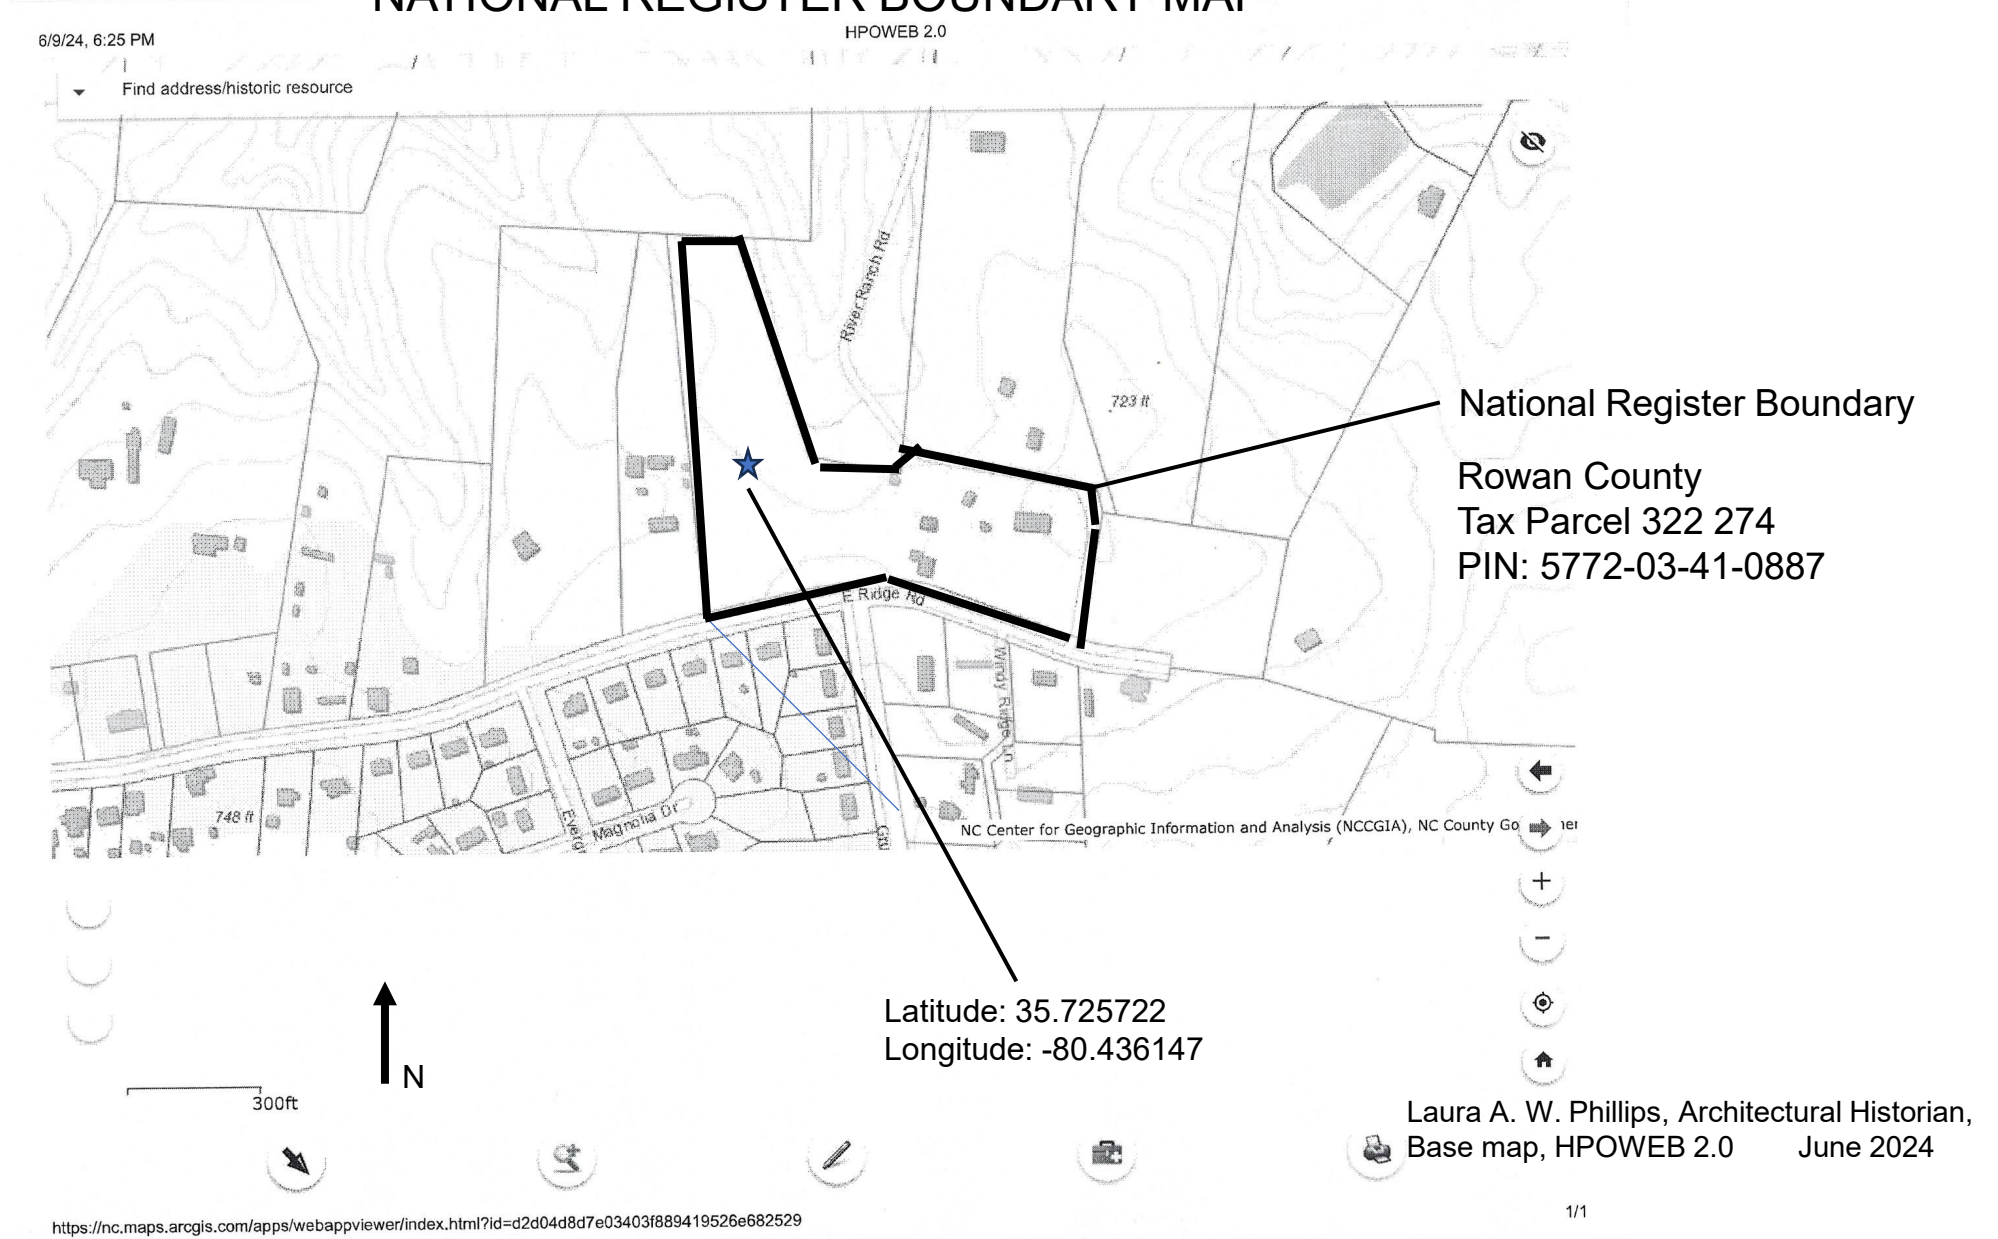 NATIONAL REGISTER BOUNDARY MAP
6/9/24, 6:25 PM
HPOWEB 2.0
Find address/historic resource
River Ranch Rd
723 ft
National Register Boundary
Rowan County
Tax Parcel 322 274
PIN: 5772-03-41-0887
E Ridge Rd
Windy Ridge Ln
748 ft
Magnolia Dr
NC Center for Geographic Information and Analysis (NCCGIA), NC County
Latitude: 35.725722
Longitude: -80.436147
N
300ft
Laura A. W. Phillips, Architectural Historian,
Base map, HPOWEB 2.0 June 2024
https://nc.maps.arcgis.com/apps/webappviewer/index.html?id=d2d04d8d7e03403f889419526e682529
1/1